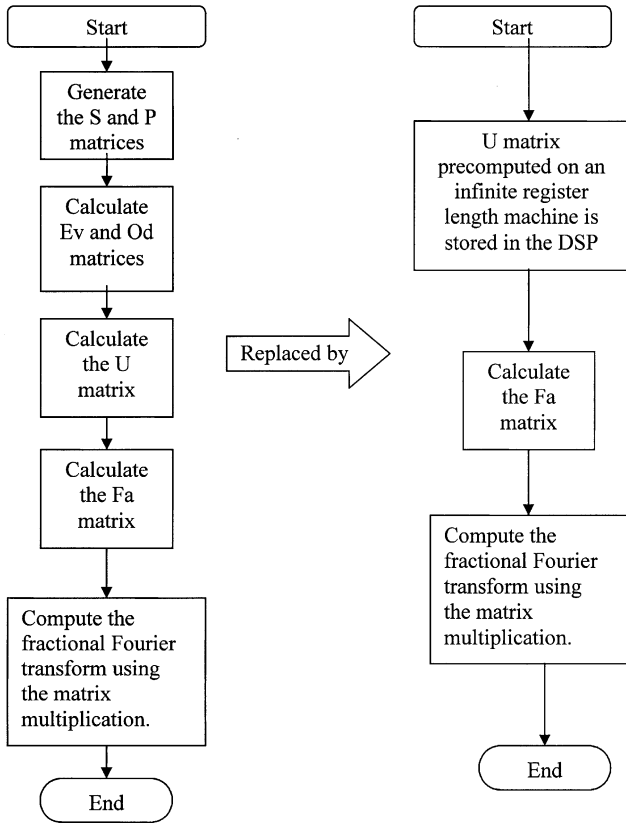 Start
Generate
the S and P
matrices
Calculate
Ev and Od
matrices
Calculate
the U
matrix
Calculate
the Fa
matrix
Compute the
fractional Fourier
transform using
the matrix
multiplication.
End
Replaced by
Start
U matrix
precomputed on an
infinite register
length machine is
stored in the DSP
Calculate
the Fa
matrix
Compute the
fractional Fourier
transform using
the matrix
multiplication.
End